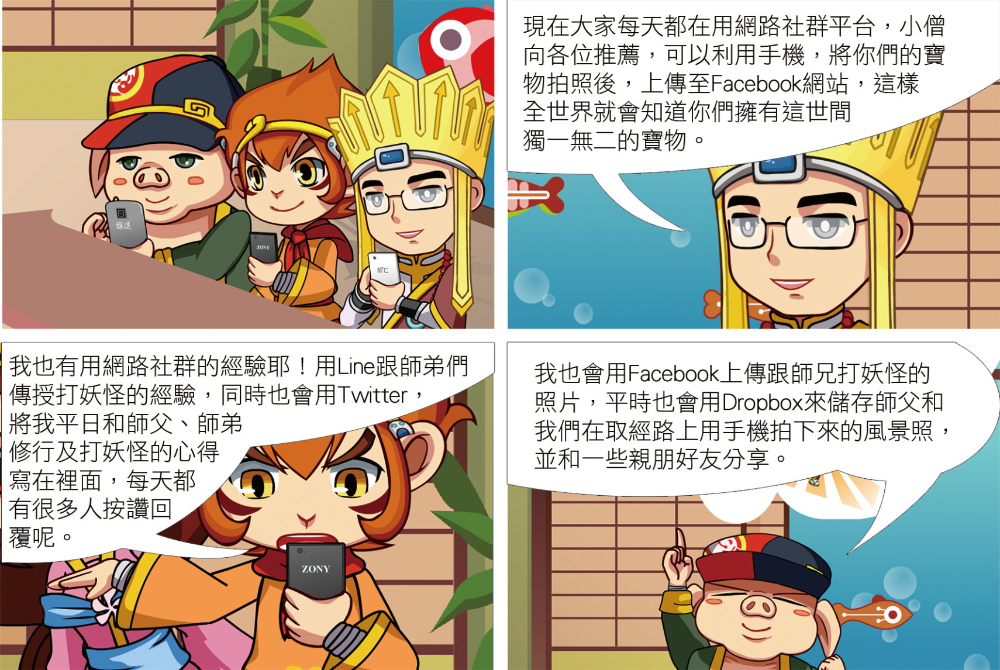 雄送
ZONY
NTC
現在大家每天都在用網路社群平台，小僧
向各位推薦，可以利用手機，將你們的寶
物拍照後，上傳至Facebook網站，這樣
全世界就會知道你們擁有這世間
獨一無二的寶物。
我也有用網路社群的經驗耶！用Line跟師弟們
傳授打妖怪的經驗，同時也會用Twitter，
將我平日和師父、師弟
修行及打妖怪的心得
寫在裡面，每天都
有很多人按讚回
覆呢。
ZONY
我也會用Facebook上傳跟師兄打妖怪的
照片，平時也會用Dropbox來儲存師父和
我們在取經路上用手機拍下來的風景照，
並和一些親朋好友分享。